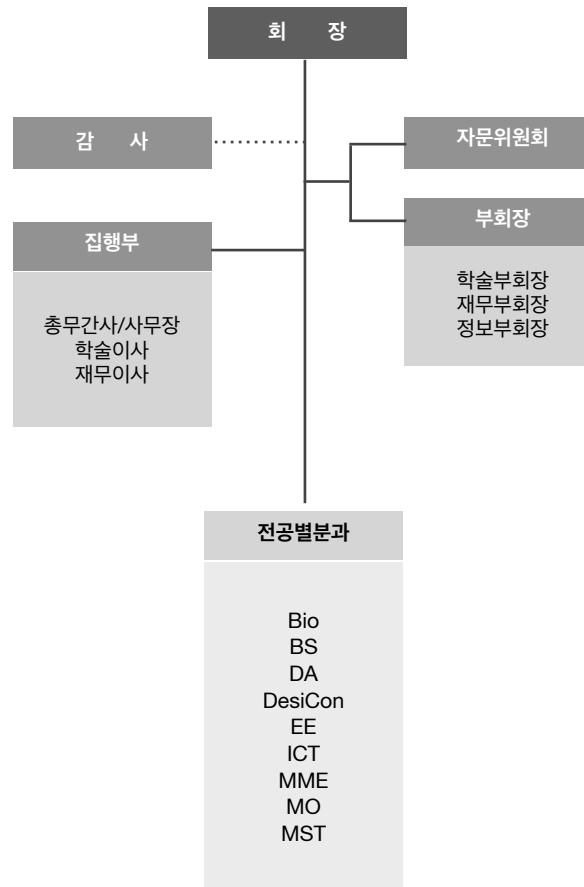 회 장
감 사
자문위원회
부회장
학술부회장
재무부회장
정보부회장
집행부
총무간사/사무장
학술이사
재무이사
전공별분과
Bio
BS
DA
DesiCon
EE
ICT
MME
MO
MST